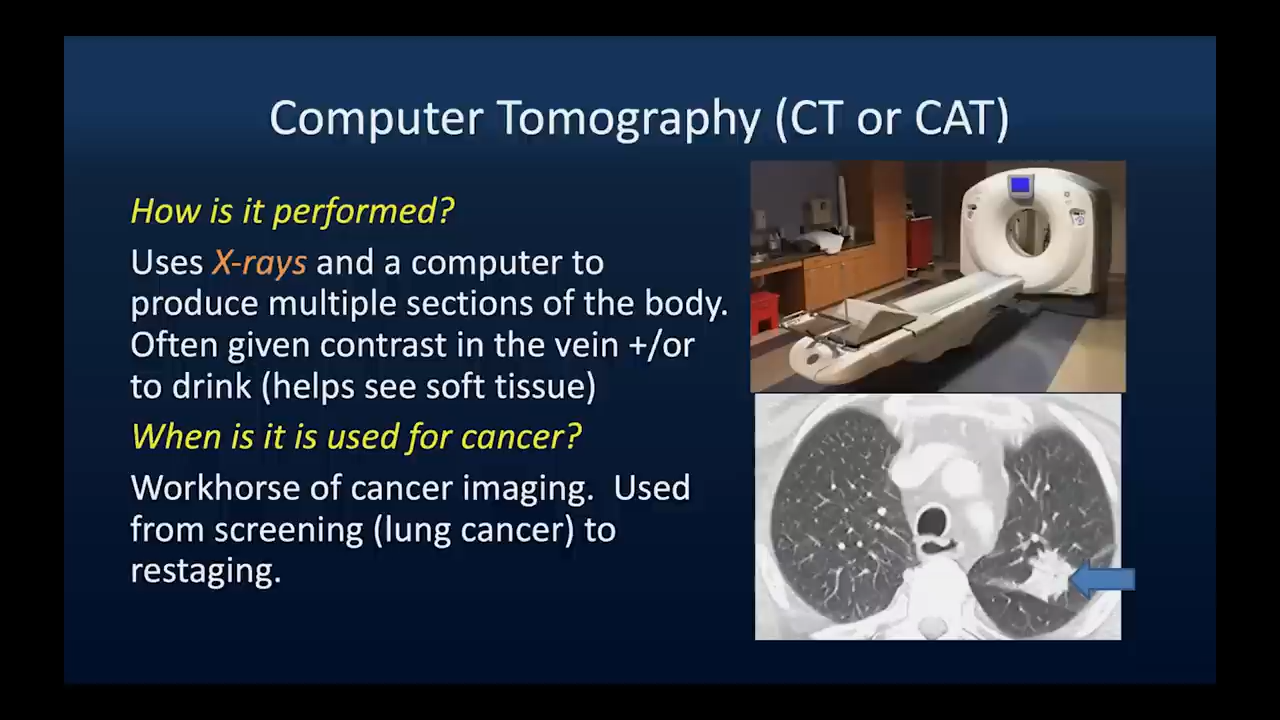 Computer Tomography (CT or CAT)
How is it performed?
Uses X-rays and a computer to
produce multiple sections of the body.
Often given contrast in the vein +/or
to drink (helps see soft tissue)
When is it is used for cancer?
Workhorse of cancer imaging.  Used
from screening (lung cancer) to
restaging.